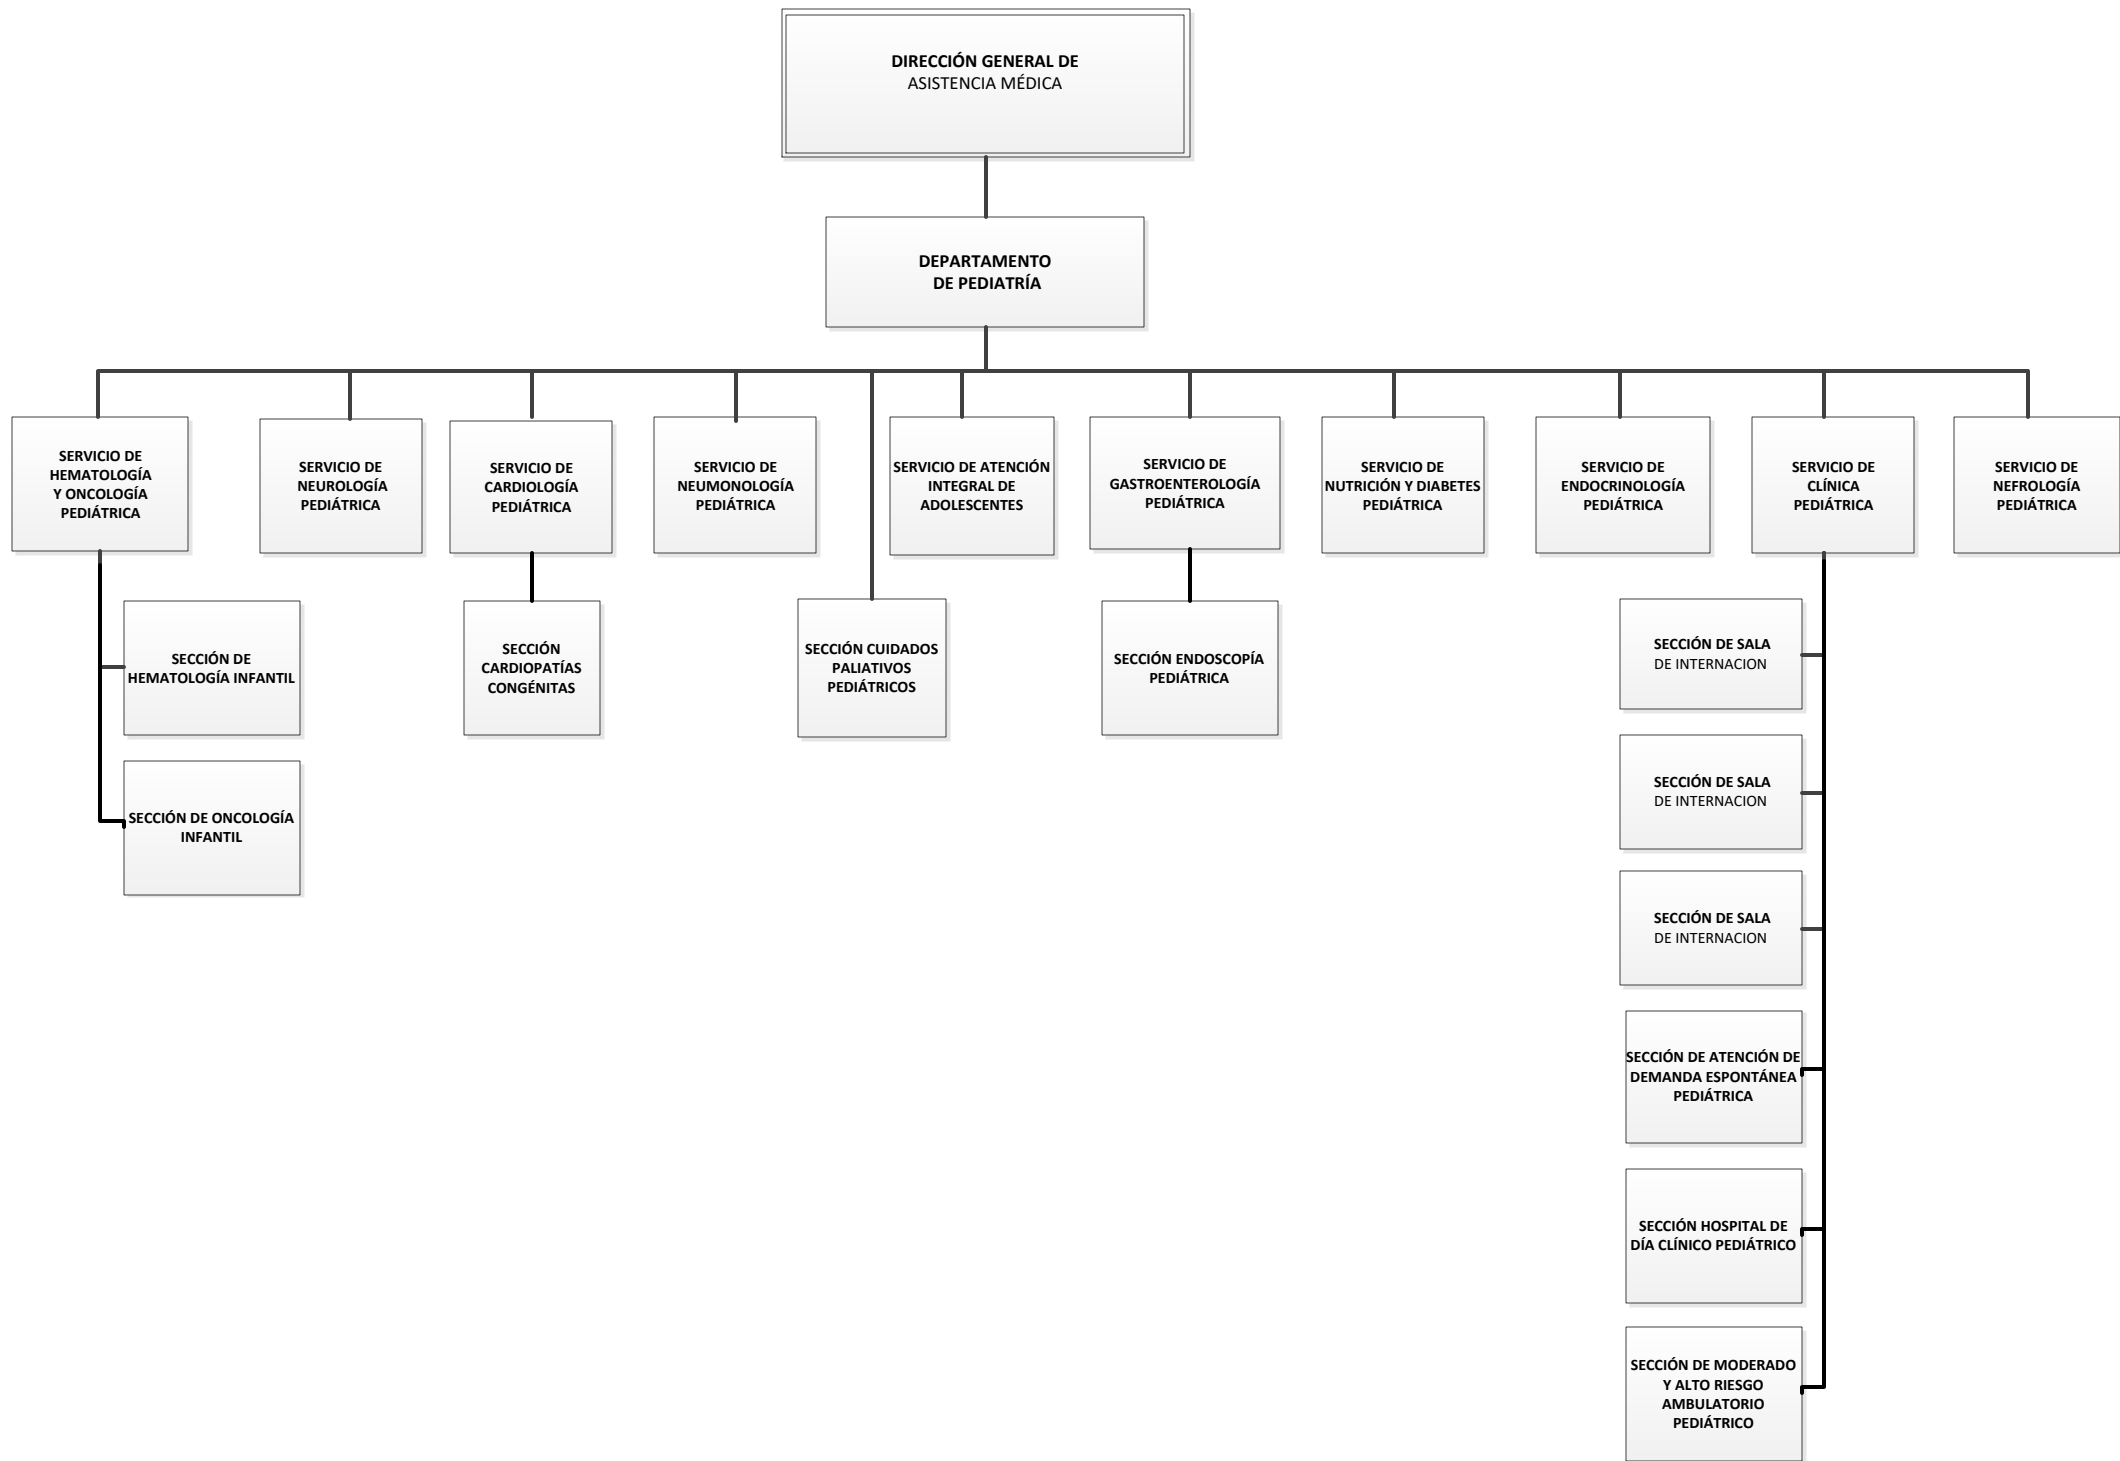 DIRECCIÓN GENERAL DE
ASISTENCIA MÉDICA
DEPARTAMENTO
DE PEDIATRÍA
SERVICIO DE
HEMATOLOGÍA
Y ONCOLOGÍA
PEDIÁTRICA
SERVICIO DE
NEUROLOGÍA
PEDIÁTRICA
SERVICIO DE
CARDIOLOGÍA
PEDIÁTRICA
SERVICIO DE
NEUMONOLOGÍA
PEDIÁTRICA
SERVICIO DE ATENCIÓN
INTEGRAL DE
ADOLESCENTES
SERVICIO DE
GASTROENTEROLOGÍA
PEDIÁTRICA
SERVICIO DE
NUTRICIÓN Y DIABETES
PEDIÁTRICA
SERVICIO DE
ENDOCRINOLOGÍA
PEDIÁTRICA
SERVICIO DE
CLÍNICA
PEDIÁTRICA
SERVICIO DE
NEFROLOGÍA
PEDIÁTRICA
SECCIÓN DE
HEMATOLOGÍA INFANTIL
SECCIÓN
CARDIOPATÍAS
CONGÉNITAS
SECCIÓN CUIDADOS
PALIATIVOS
PEDIÁTRICOS
SECCIÓN ENDOSCOPÍA
PEDIÁTRICA
SECCIÓN DE SALA
DE INTERNACION
SECCIÓN DE ONCOLOGÍA
INFANTIL
SECCIÓN DE SALA
DE INTERNACION
SECCIÓN DE SALA
DE INTERNACION
SECCIÓN DE ATENCIÓN DE
DEMANDA ESPONTÁNEA
PEDIÁTRICA
SECCIÓN HOSPITAL DE
DÍA CLÍNICO PEDIÁTRICO
SECCIÓN DE MODERADO
Y ALTO RIESGO
AMBULATORIO
PEDIÁTRICO